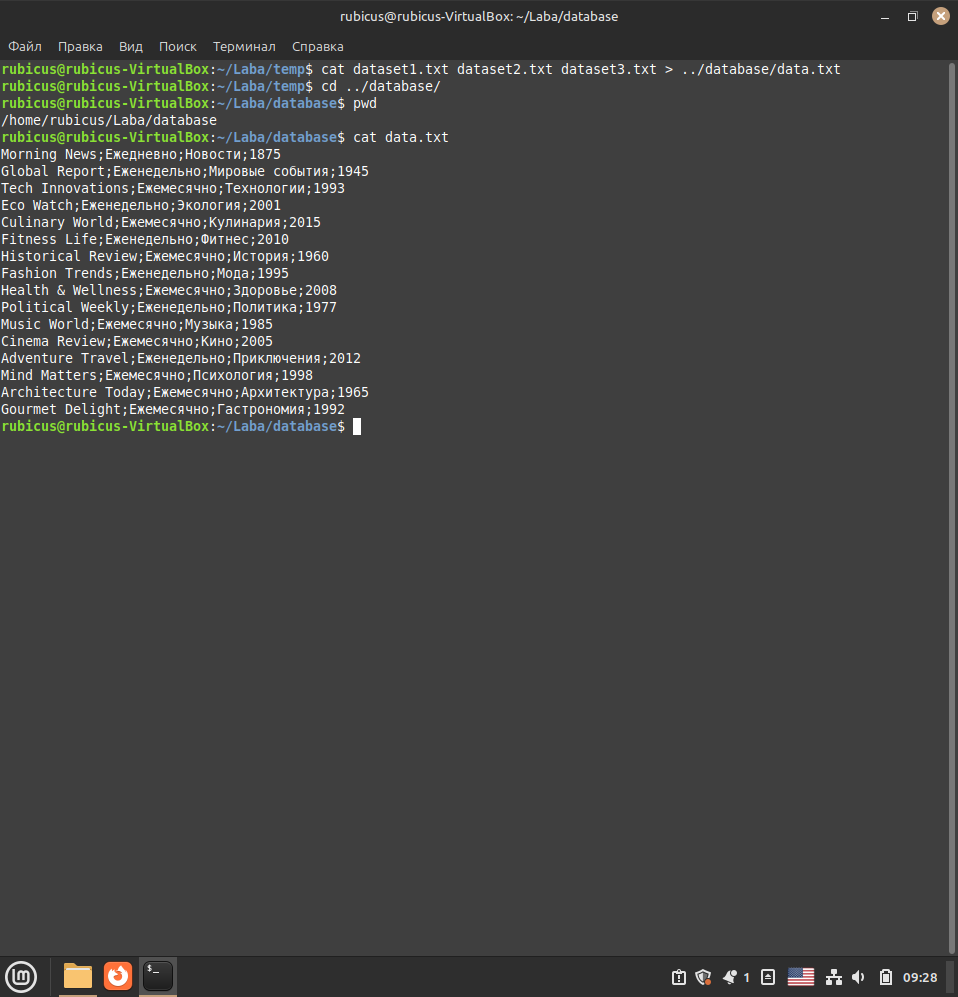 rubicus@rubicus-VirtualBox: ~/Laba/database
Файл Правка Вид Поиск Терминал Справка
rubicus@rubicus-VirtualBox:~/Laba/temp$ cat dataset1.txt dataset2.txt dataset3.txt > ../database/data.txt
rubicus@rubicus-VirtualBox:~/Laba/temp$ cd ../database/
rubicus@rubicus-VirtualBox:~/Laba/database$ pwd
/home/rubicus/Laba/database
rubicus@rubicus-VirtualBox:~/Laba/database$ cat data.txt
Morning News;Ежедневно;Новости;1875
Global Report;Еженедельно;Мировые события;1945
Tech Innovations;Ежемесячно;Технологии;1993
Eco Watch;Еженедельно;Экология;2001
Culinary World;Ежемесячно;Кулинария;2015
Fitness Life;Еженедельно;Фитнес;2010
Historical Review;Ежемесячно;История;1960
Fashion Trends;Еженедельно;Мода;1995
Health & Wellness;Ежемесячно;Здоровье;2008
Political Weekly;Еженедельно;Политика;1977
Music World;Ежемесячно;Музыка;1985
Cinema Review;Ежемесячно;Кино;2005
Adventure Travel;Еженедельно;Приключения;2012
Mind Matters;Ежемесячно;Психология;1998
Architecture Today;Ежемесячно;Архитектура;1965
Gourmet Delight;Ежемесячно;Гастрономия;1992
rubicus@rubicus-VirtualBox:~/Laba/database$
1 09:28